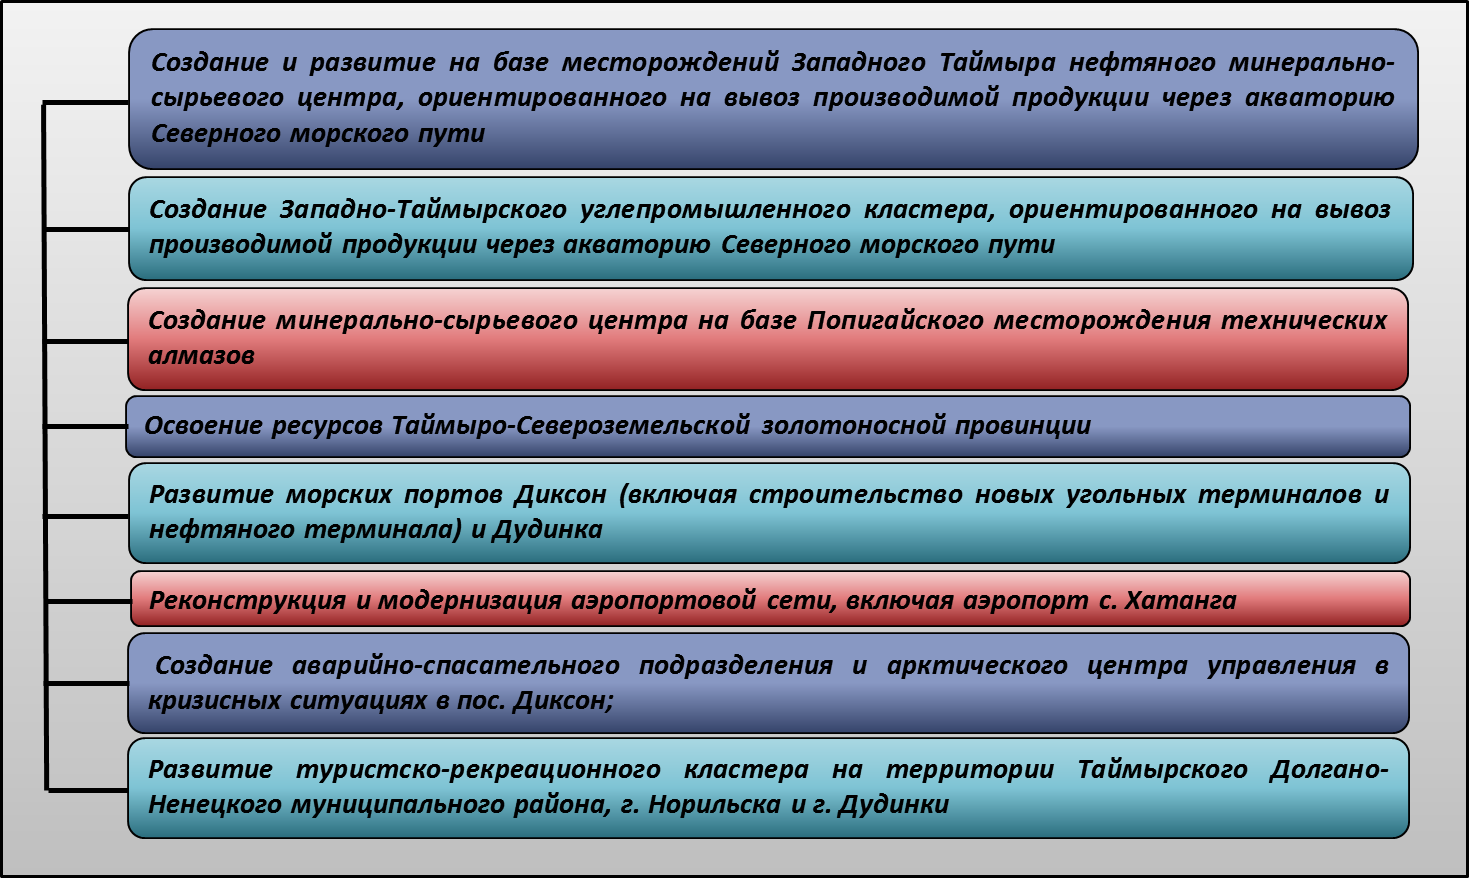 Создание и развитие на базе месторождений Западного Таймыра нефтяного минерально-
сырьевого центра, ориентированного на вывоз производимой продукции через акваторию
Северного морского пути
Создание Западно-Таймырского углепромышленного кластера, ориентированного на вывоз
производимой продукции через акваторию Северного морского пути
Создание минерально-сырьевого центра на базе Попигайского месторождения технических
алмазов
Освоение ресурсов Таймыро-Североземельской золотоносной провинции
Развитие морских портов Диксон (включая строительство новых угольных терминалов и
нефтяного терминала) и Дудинка
Реконструкция и модернизация аэропортовой сети, включая аэропорт с. Хатанга
Создание аварийно-спасательного подразделения и арктического центра управления в
кризисных ситуациях в пос. Диксон;
Развитие туристско-рекреационного кластера на территории Таймырского Долгано-
Ненецкого муниципального района, г. Норильска и г. Дудинки